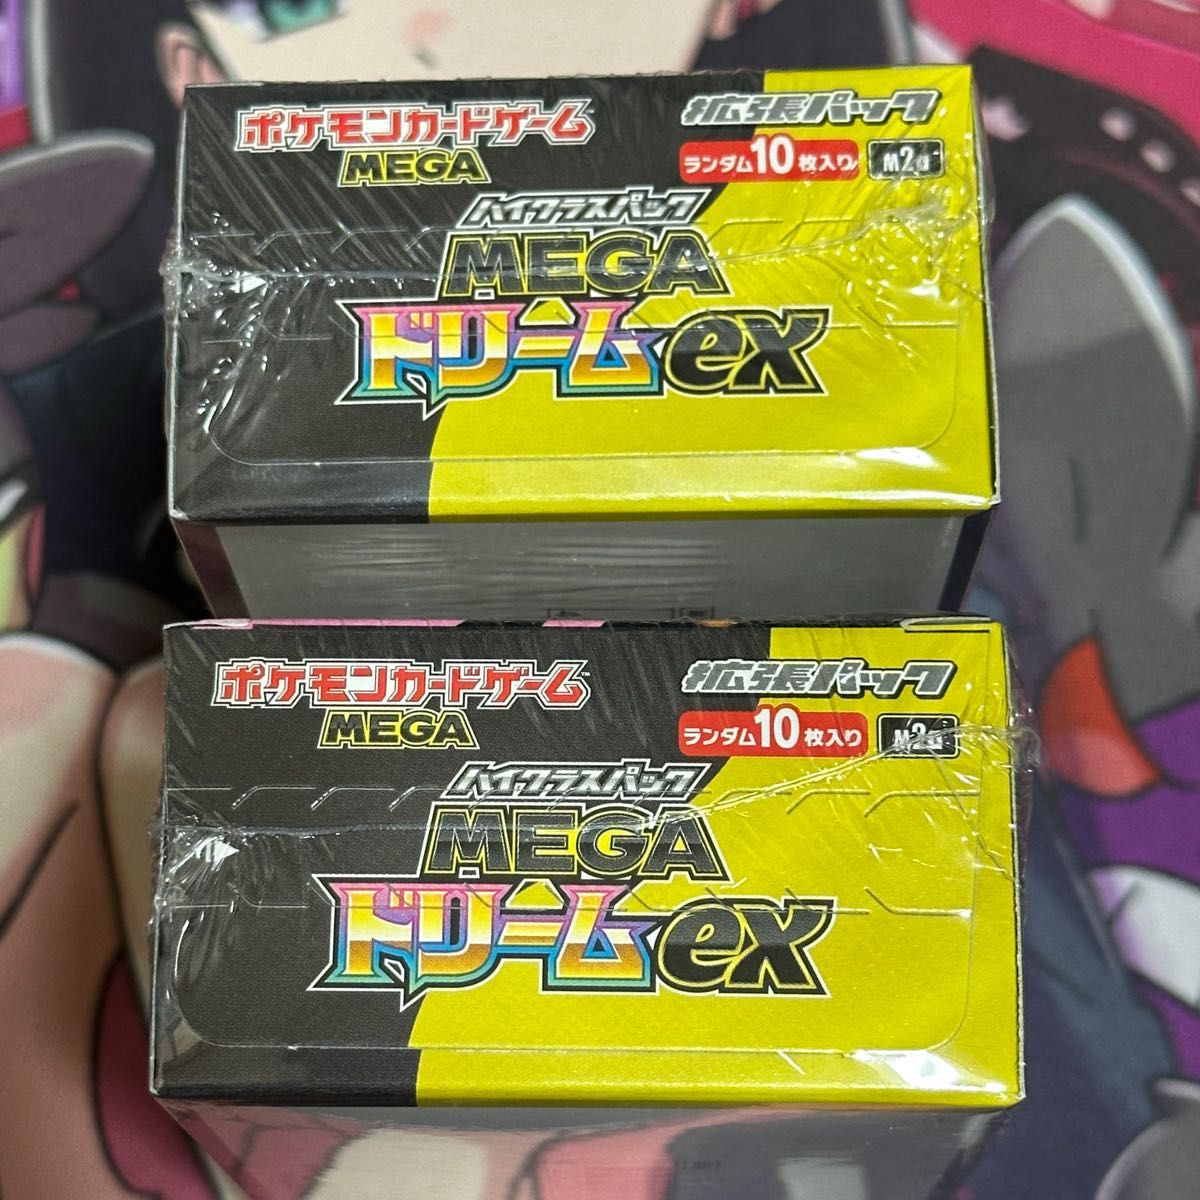 ポケモンカードゲーム
MEGA
拡張パック
ランダム10枚入り M2a
ハイクラスパック
MEGA
ドリームex
ポケモンカードゲーム™
MEGA
拡張パック
ランダム10枚入り M2a
ハイクラスパック
MEGA
ドリームex